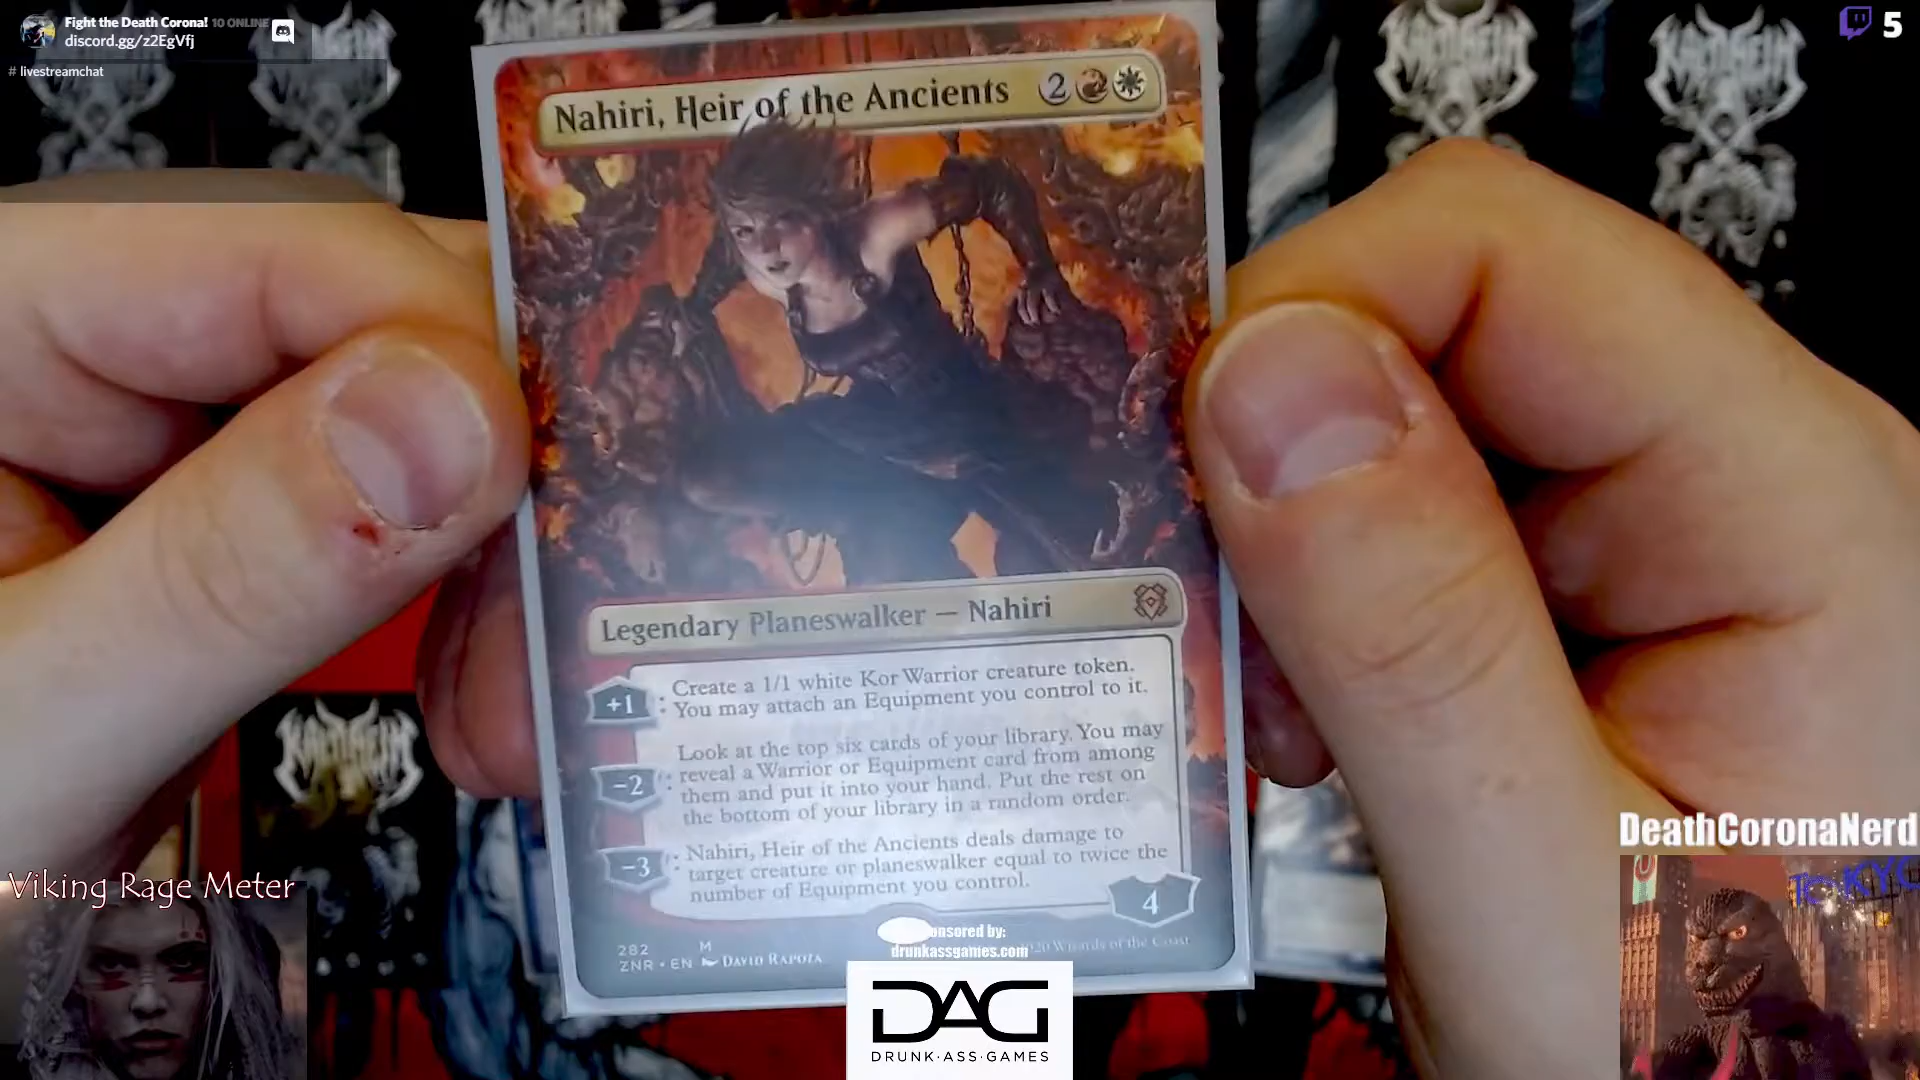 Fight the Death Corona! 10 ONLINE
discord.gg/z2EgVfj
# livestreamchat
5
Nahiri, Heir of the Ancients 2
Legendary Planeswalker — Nahiri
+1: Create a 1/1 white Kor Warrior creature token.
You may attach an Equipment you control to it.
Look at the top six cards of your library. You may
−2: reveal a Warrior or Equipment card from among
them and put it into your hand. Put the rest on
the bottom of your library in a random order.
Nahiri, Heir of the Ancients deals damage to
−3: target creature or planeswalker equal to twice the
number of Equipment you control.
4
282 M
ZNR • EN DAVID RAPOZA
2020 Wizards of the Coast
onsored by:
drunkassgames.com
DAG
DRUNK·ASS·GAMES
Viking Rage Meter
DeathCoronaNerd
TOKYO
KALDHEIM
KALDHEIM
KALDHEIM